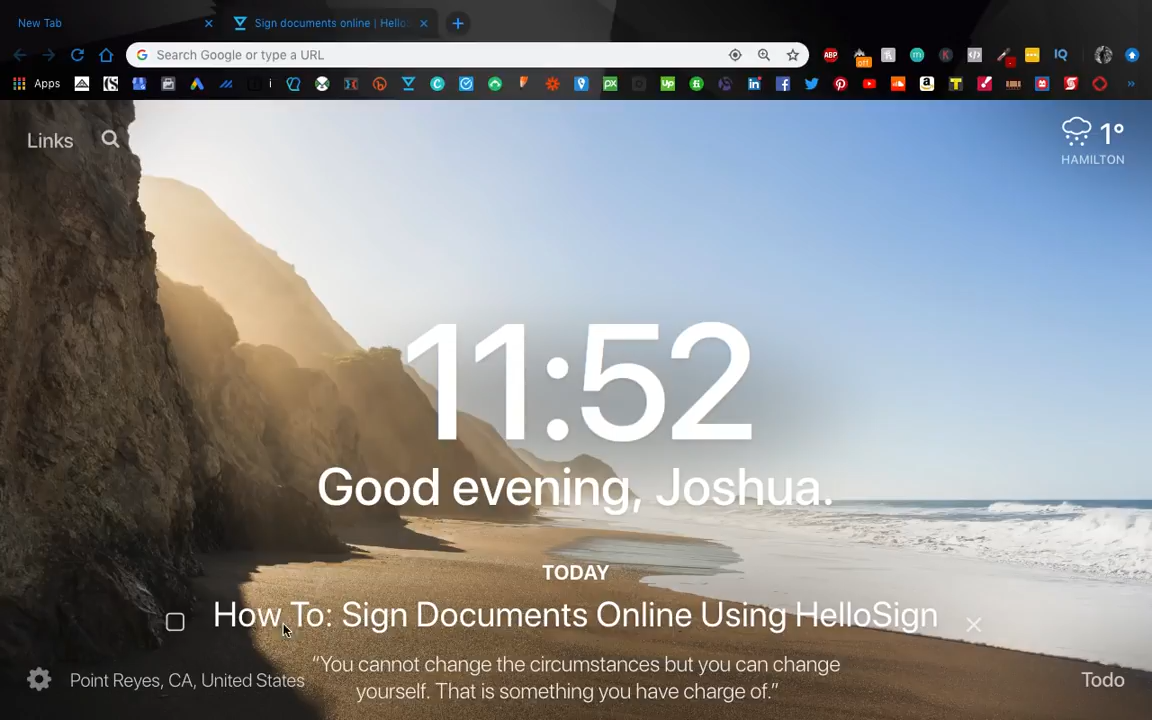 New Tab
Sign documents online | Hello
Search Google or type a URL
Apps
Links
1°
HAMILTON
11:52
Good evening, Joshua.
TODAY
How To: Sign Documents Online Using HelloSign
“You cannot change the circumstances but you can change
yourself. That is something you have charge of.”
Point Reyes, CA, United States
Todo